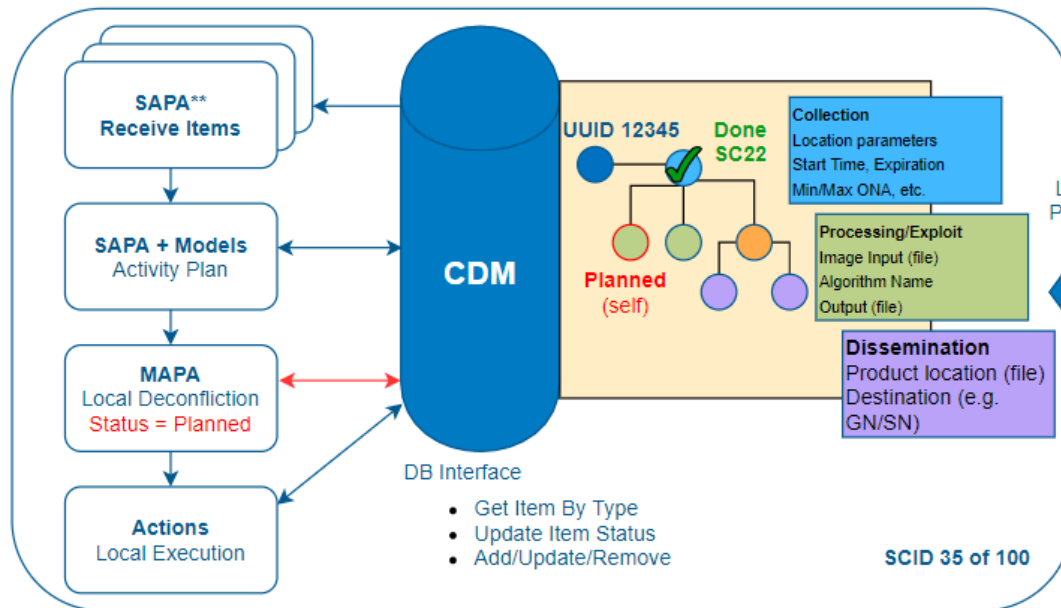 SAPA**
Receive Items
SAPA + Models
Activity Plan
MAPA
Local Deconfliction
Status = Planned
Actions
Local Execution
CDM
DB Interface
• Get Item By Type
• Update Item Status
• Add/Update/Remove
UUID 12345
Done
SC22
Planned
(self)
Collection
Location parameters
Start Time, Expiration
Min/Max ONA, etc.
Processing/Exploit
Image Input (file)
Algorithm Name
Output (file)
Dissemination
Product location (file)
Destination (e.g.
GN/SN)
L
P
SCID 35 of 100